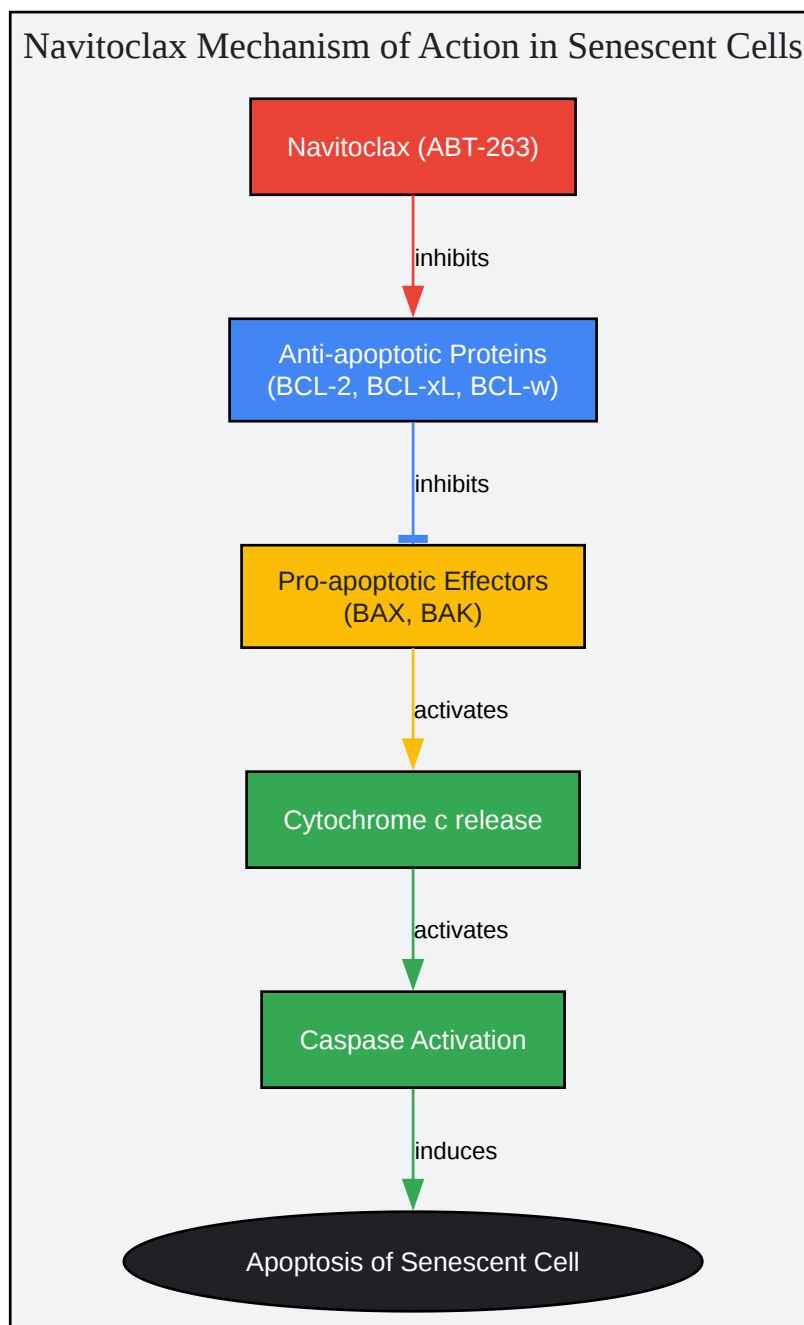 Navitoclax Mechanism of Action in Senescent Cells
Navitoclax (ABT-263)
inhibits
Anti-apoptotic Proteins
(BCL-2, BCL-xL, BCL-w)
inhibits
Pro-apoptotic Effectors
(BAX, BAK)
activates
Cytochrome c release
activates
Caspase Activation
induces
Apoptosis of Senescent Cell